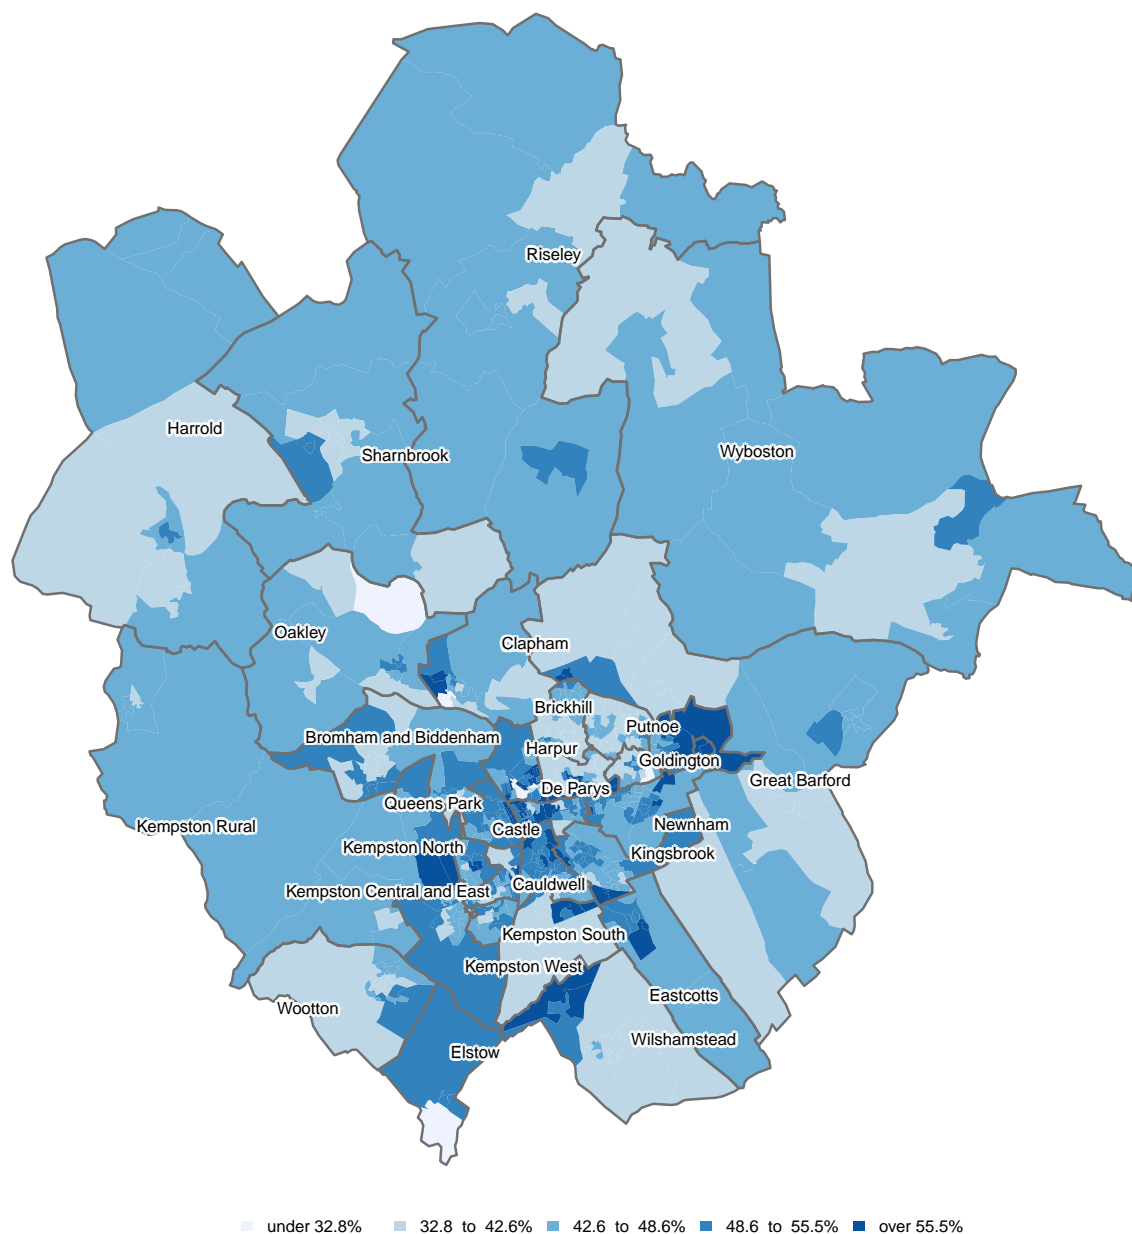 Riseley
Harrold
Sharnbrook
Wyboston
Oakley
Clapham
Brickhill
Putnoe
Bromham and Biddenham
Harpur
Goldington
De Parys
Great Barford
Queens Park
Kempston Rural
Castle
Newnham
Kempston North
Kingsbrook
Cauldwell
Kempston Central and East
Kempston South
Kempston West
Eastcotts
Wootton
Wilshamstead
Elstow
under 32.8% 32.8 to 42.6% 42.6 to 48.6% 48.6 to 55.5% over 55.5%